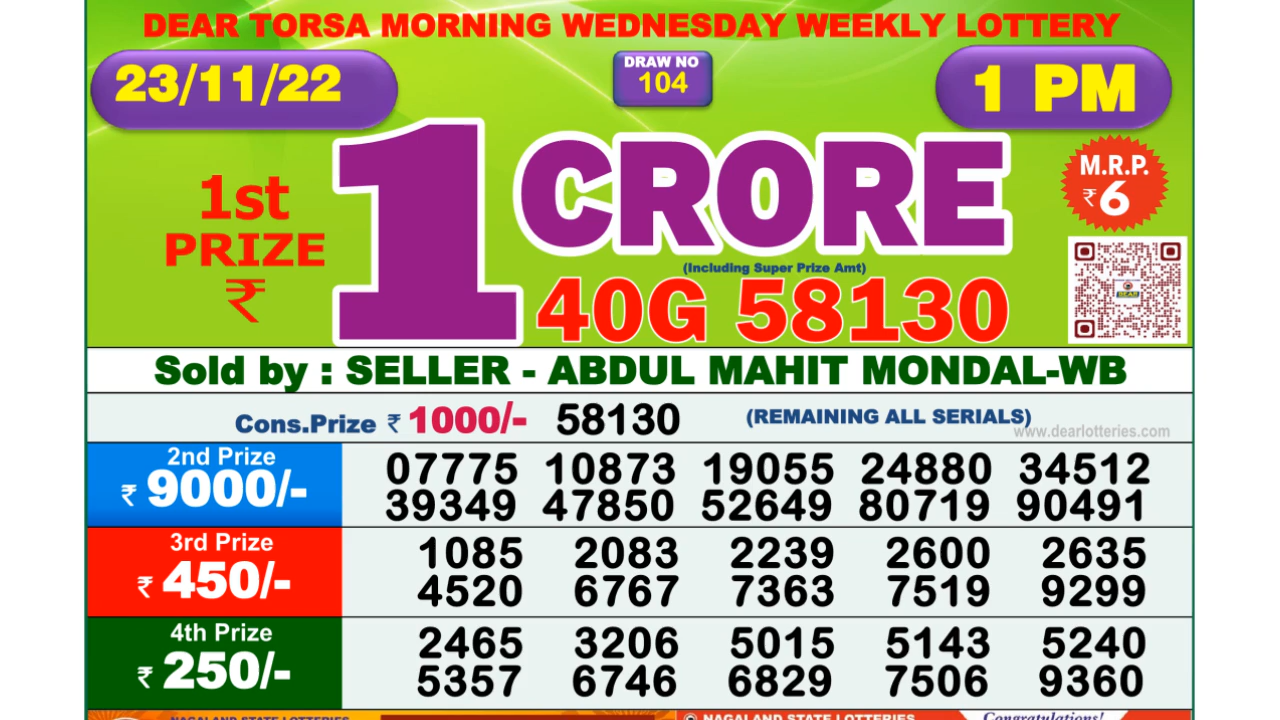 DEAR TORSA MORNING WEDNESDAY WEEKLY LOTTERY
23/11/22
DRAW NO
104
1 PM
1st
PRIZE
₹
1 CRORE
(Including Super Prize Amt)
40G 58130
M.R.P.
₹6
DEAR
Sold by : SELLER - ABDUL MAHIT MONDAL-WB
Cons.Prize ₹ 1000/- 58130 (REMAINING ALL SERIALS)
www.dearlotteries.com
2nd Prize
₹ 9000/-
07775 10873 19055 24880 34512
39349 47850 52649 80719 90491
3rd Prize
₹ 450/-
1085 2083 2239 2600 2635
4520 6767 7363 7519 9299
4th Prize
₹ 250/-
2465 3206 5015 5143 5240
5357 6746 6829 7506 9360
NAGALAND STATE LOTTERIES
NAGALAND STATE LOTTERIES
Congratulations!